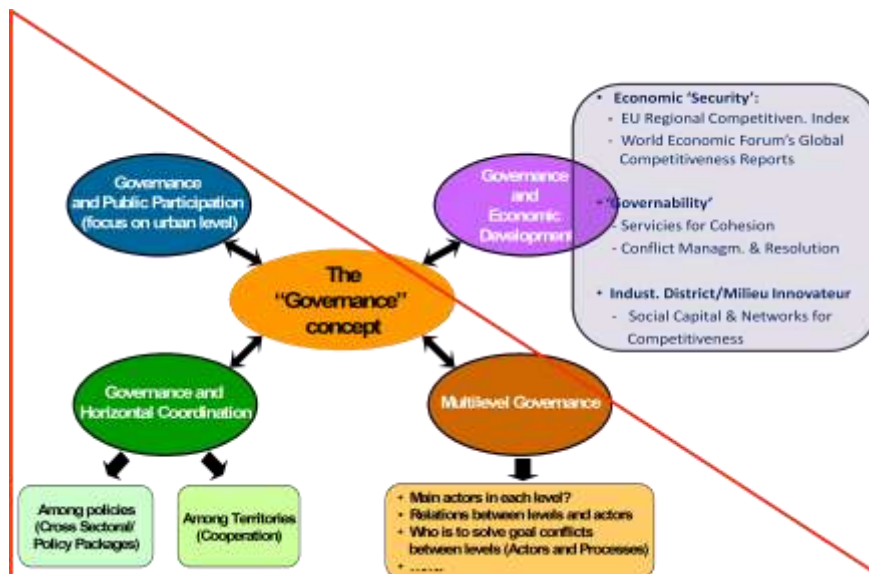 • Economic ‘Security’:
- EU Regional Competitiven. Index
- World Economic Forum’s Global
Competitiveness Reports
• ‘Governability’
- Servicies for Cohesion
- Conflict Managm. & Resolution
• Indust. District/Milieu Innovateur
- Social Capital & Networks for
Competitiveness
Governance
and Public Participation
(focus on urban level)
Governance
and
Economic
Development
The
“Governance”
concept
Governance and
Horizontal Coordination
Multilevel Governance
Among policies
(Cross Sectoral/
Policy Packages)
Among Territories
(Cooperation)
• Main actors in each level?
• Relations between levels and actors
• Who is to solve goal conflicts
between levels (Actors and Processes)